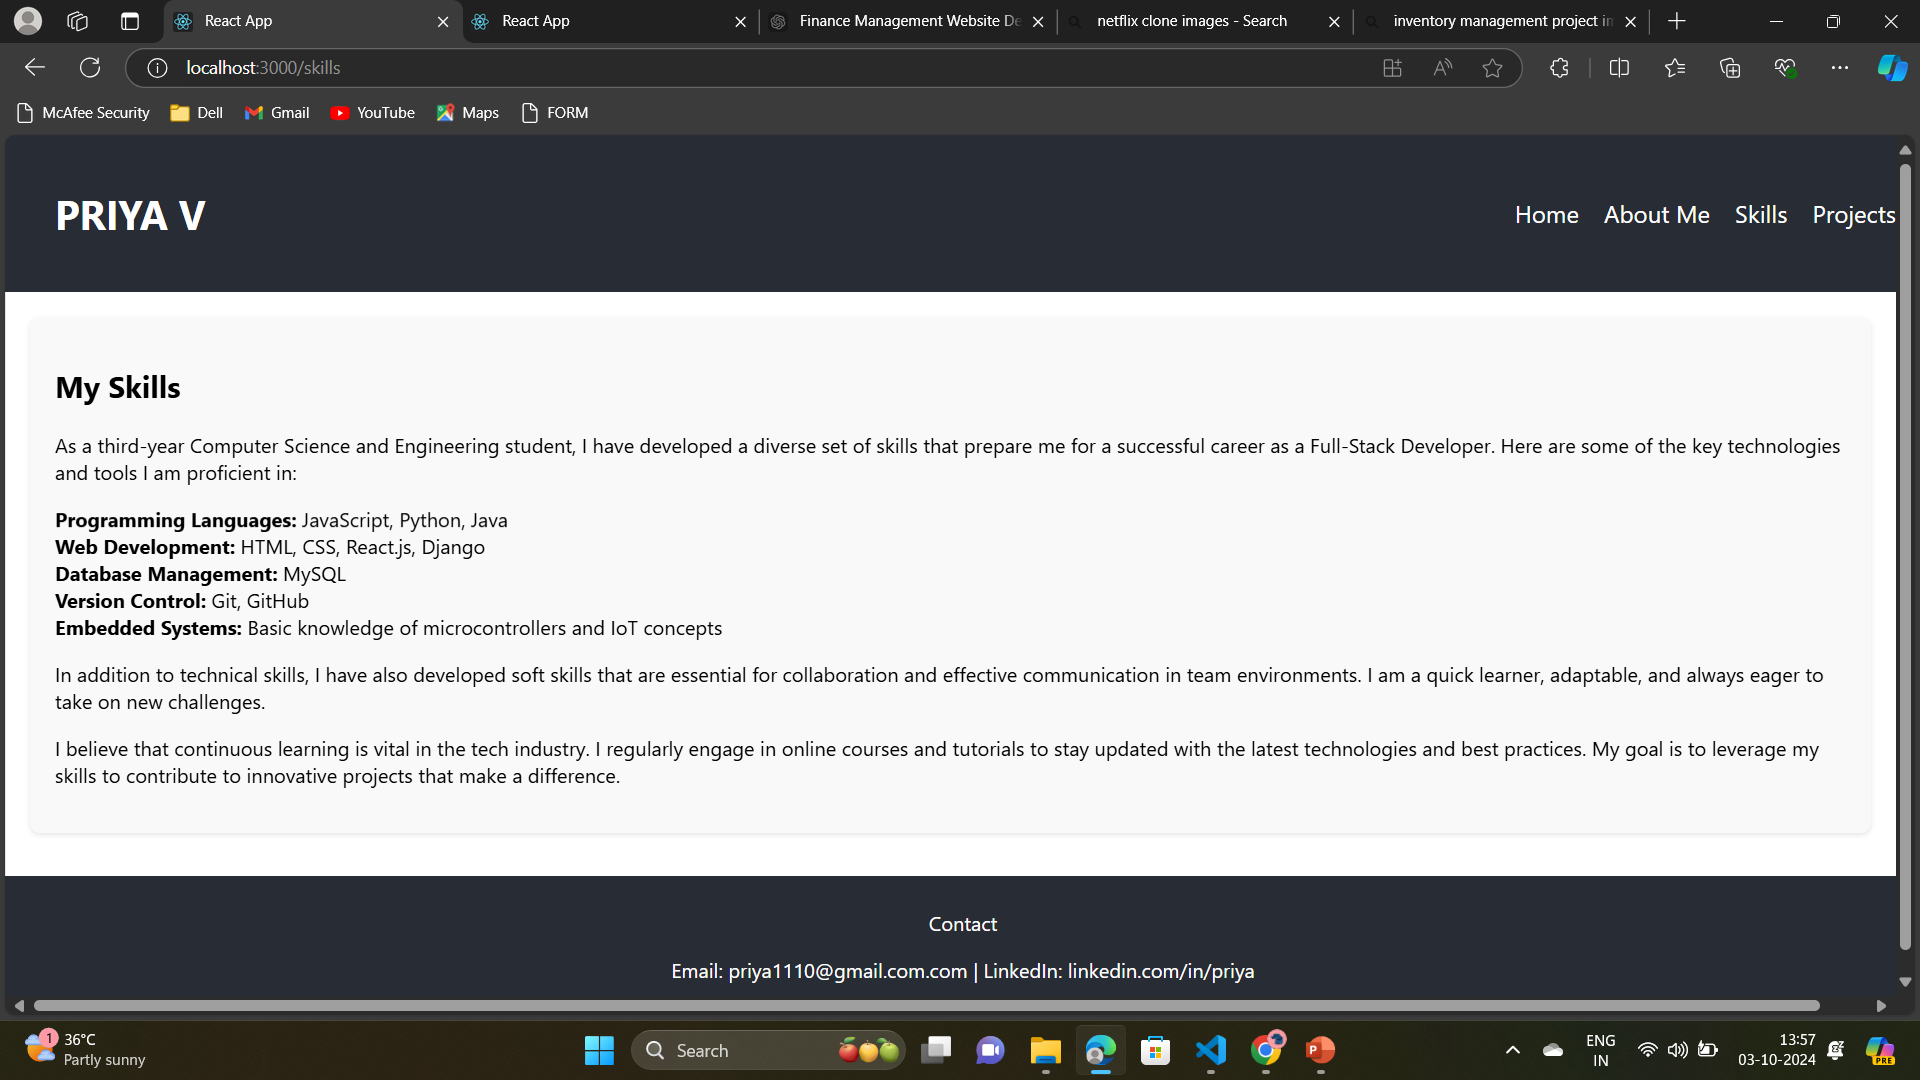 React App
React App
Finance Management Website De
netflix clone images - Search
inventory management project in
localhost:3000/skills
McAfee Security
Dell
Gmail
YouTube
Maps
FORM
PRIYA V
Home About Me Skills Projects
My Skills
As a third-year Computer Science and Engineering student, I have developed a diverse set of skills that prepare me for a successful career as a Full-Stack Developer. Here are some of the key technologies
and tools I am proficient in:
Programming Languages: JavaScript, Python, Java
Web Development: HTML, CSS, React.js, Django
Database Management: MySQL
Version Control: Git, GitHub
Embedded Systems: Basic knowledge of microcontrollers and IoT concepts
In addition to technical skills, I have also developed soft skills that are essential for collaboration and effective communication in team environments. I am a quick learner, adaptable, and always eager to
take on new challenges.
I believe that continuous learning is vital in the tech industry. I regularly engage in online courses and tutorials to stay updated with the latest technologies and best practices. My goal is to leverage my
skills to contribute to innovative projects that make a difference.
Contact
Email: priya1110@gmail.com.com | LinkedIn: linkedin.com/in/priya
1
36°C
Partly sunny
Search
ENG
IN
13:57
03-10-2024
PRE